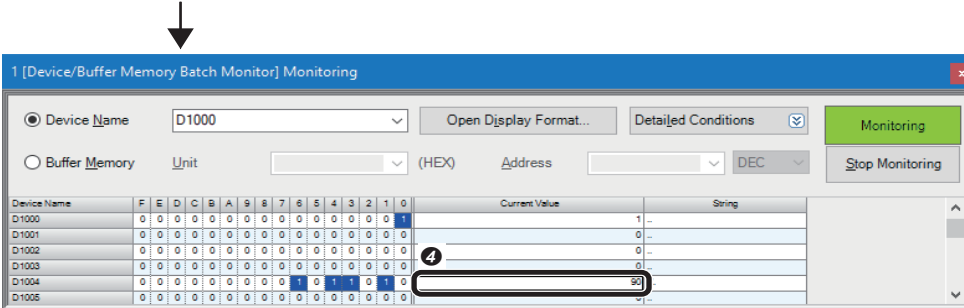 1 [Device/Buffer Memory Batch Monitor] Monitoring
Device Name D1000 Open Display Format... Detailed Conditions Monitoring
Buffer Memory Unit (HEX) Address DEC Stop Monitoring
Device Name F E D C B A 9 8 7 6 5 4 3 2 1 0 Current Value String
D1000 0 0 0 0 0 0 0 0 0 0 0 0 0 0 0 1 1 ..
D1001 0 0 0 0 0 0 0 0 0 0 0 0 0 0 0 0 0 ..
D1002 0 0 0 0 0 0 0 0 0 0 0 0 0 0 0 0 0 ..
D1003 0 0 0 0 0 0 0 0 0 0 0 0 0 0 0 0 ❹ 0 ..
D1004 0 0 0 0 0 0 0 0 0 1 0 1 1 0 1 0 90 ..
D1005 0 0 0 0 0 0 0 0 0 0 0 0 0 0 0 0 0 ..